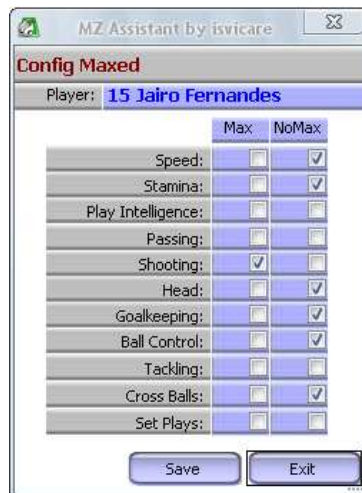 MZ Assistant by isvicare
Config Maxed
Player: 15 Jairo Fernandes
Max NoMax
Speed:
Stamina:
Play Intelligence:
Passing:
Shooting:
Head:
Goalkeeping:
Ball Control:
Tackling:
Cross Balls:
Set Plays:
Save Exit